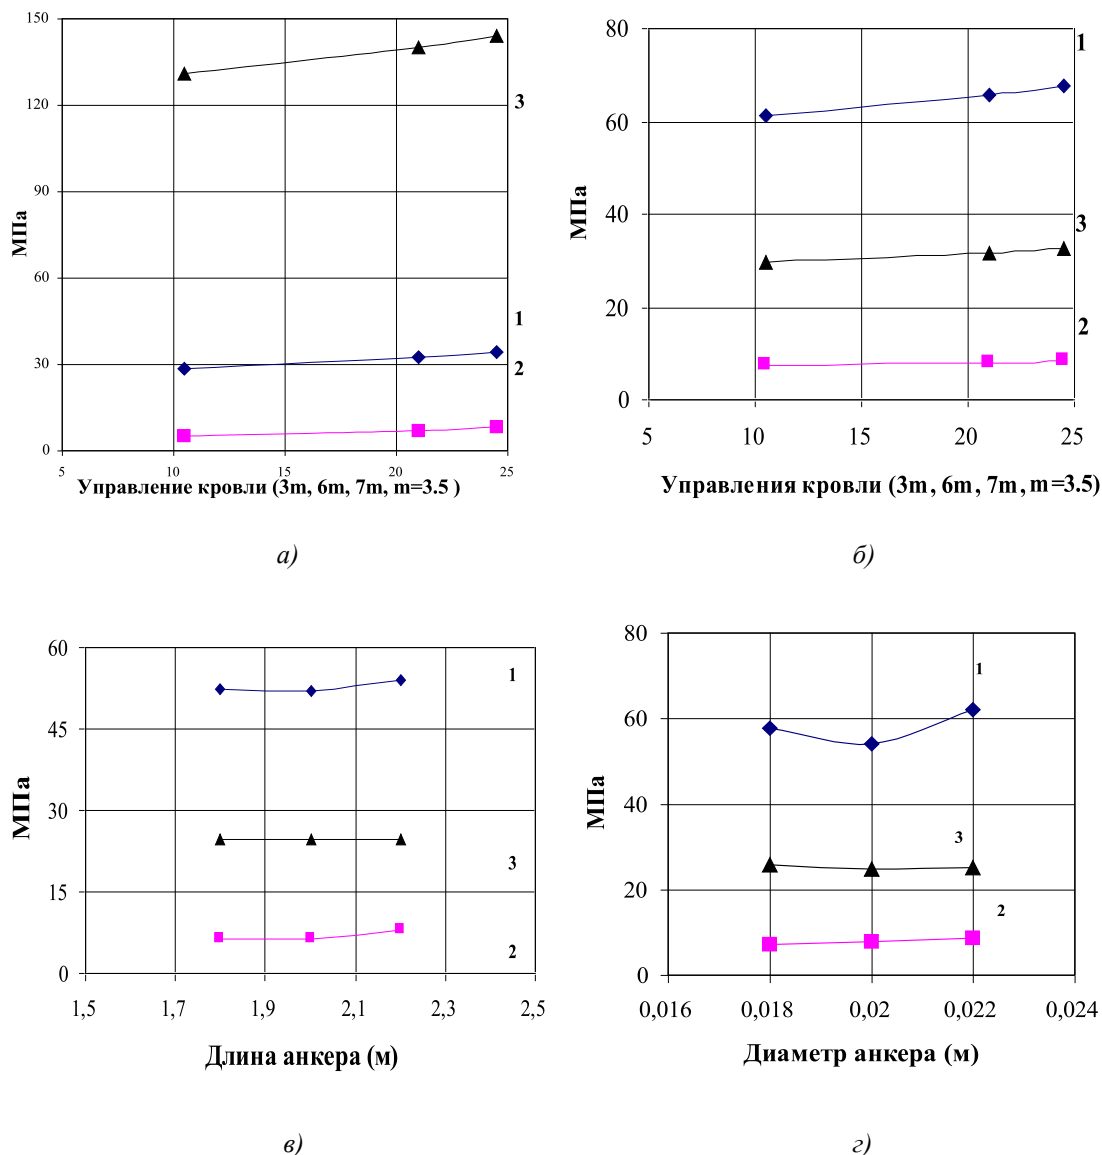 150
120
90
60
30
0
МПа
3
1
2
5 10 15 20 25
Управление кровли (3m, 6m, 7m, m=3.5 )
а)
80
60
40
20
0
МПа
1
3
2
5 10 15 20 25
Управления кровли (3m, 6m, 7m, m=3.5)
б)
60
45
30
15
0
МПа
1
3
2
1,5 1,7 1,9 2,1 2,3 2,5
Длина анкера (м)
в)
80
60
40
20
0
МПа
1
3
2
0,016 0,018 0,02 0,022 0,024
Диаметр анкера (м)
г)